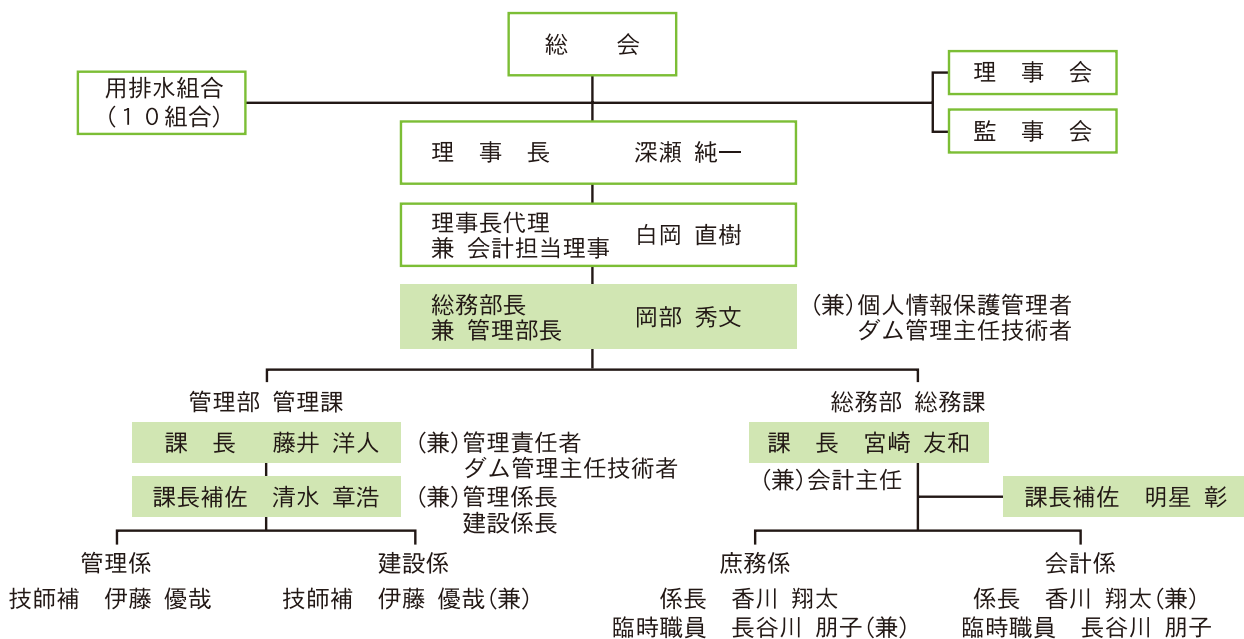 総　会
用排水組合
（１０組合）
理　事　会
監　事　会
理　事　長　深瀬 純一
理事長代理
兼 会計担当理事　白岡 直樹
総務部長
兼 管理部長　岡部 秀文
（兼）個人情報保護管理者
ダム管理主任技術者
管理部 管理課
課　長　藤井 洋人
（兼）管理責任者
ダム管理主任技術者
課長補佐　清水 章浩
（兼）管理係長
建設係長
管理係
技師補　伊藤 優哉
建設係
技師補　伊藤 優哉（兼）
総務部 総務課
課　長　宮崎 友和
（兼）会計主任
課長補佐　明星 彰
庶務係
係長　香川 翔太
臨時職員　長谷川 朋子（兼）
会計係
係長　香川 翔太（兼）
臨時職員　長谷川 朋子